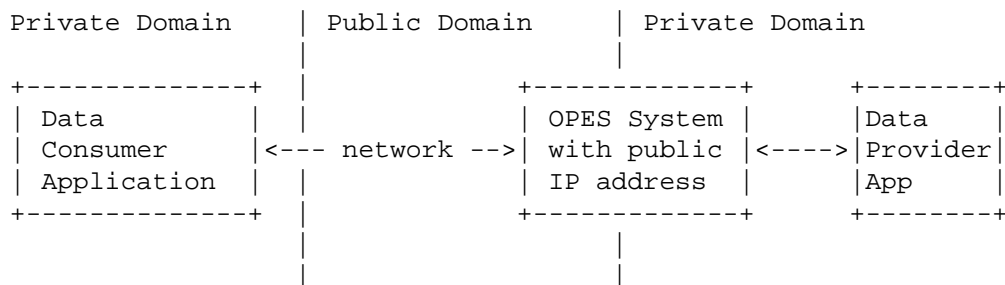 Private Domain | Public Domain | Private Domain
| |
+--------------+ | +-------------+ +--------+
| Data | | | OPES System | |Data |
| Consumer |<--- network -->| with public |<---->|Provider|
| Application | | | IP address | |App |
+--------------+ | +-------------+ +--------+
| |
| |